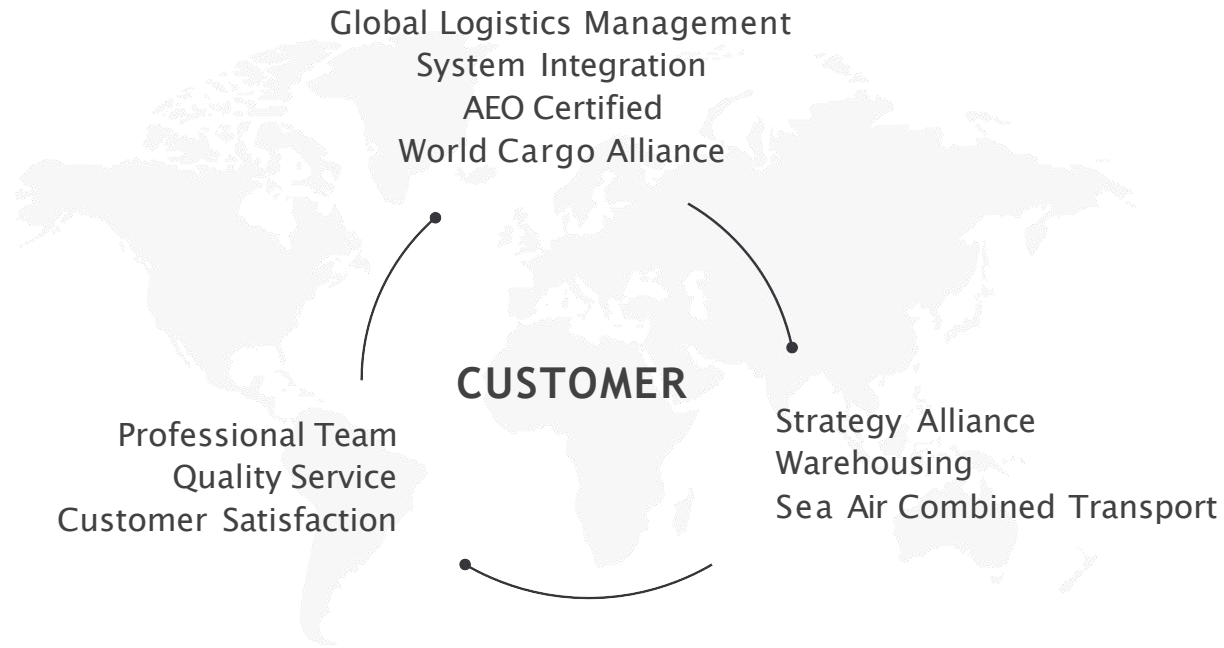 Global Logistics Management
System Integration
AEO Certified
World Cargo Alliance
CUSTOMER
Professional Team
Quality Service
Customer Satisfaction
Strategy Alliance
Warehousing
Sea Air Combined Transport